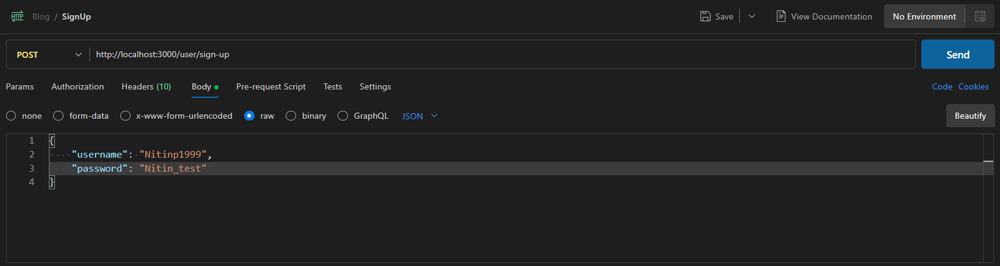 HTTP Blog / SignUp Save View Documentation No Environment
POST http://localhost:3000/user/sign-up Send
Params Authorization Headers (10) Body Pre-request Script Tests Settings Code Cookies
none form-data x-www-form-urlencoded raw binary GraphQL JSON Beautify
1 {
2 "username": "Nitinp1999",
3 "password": "Nitin_test"
4 }